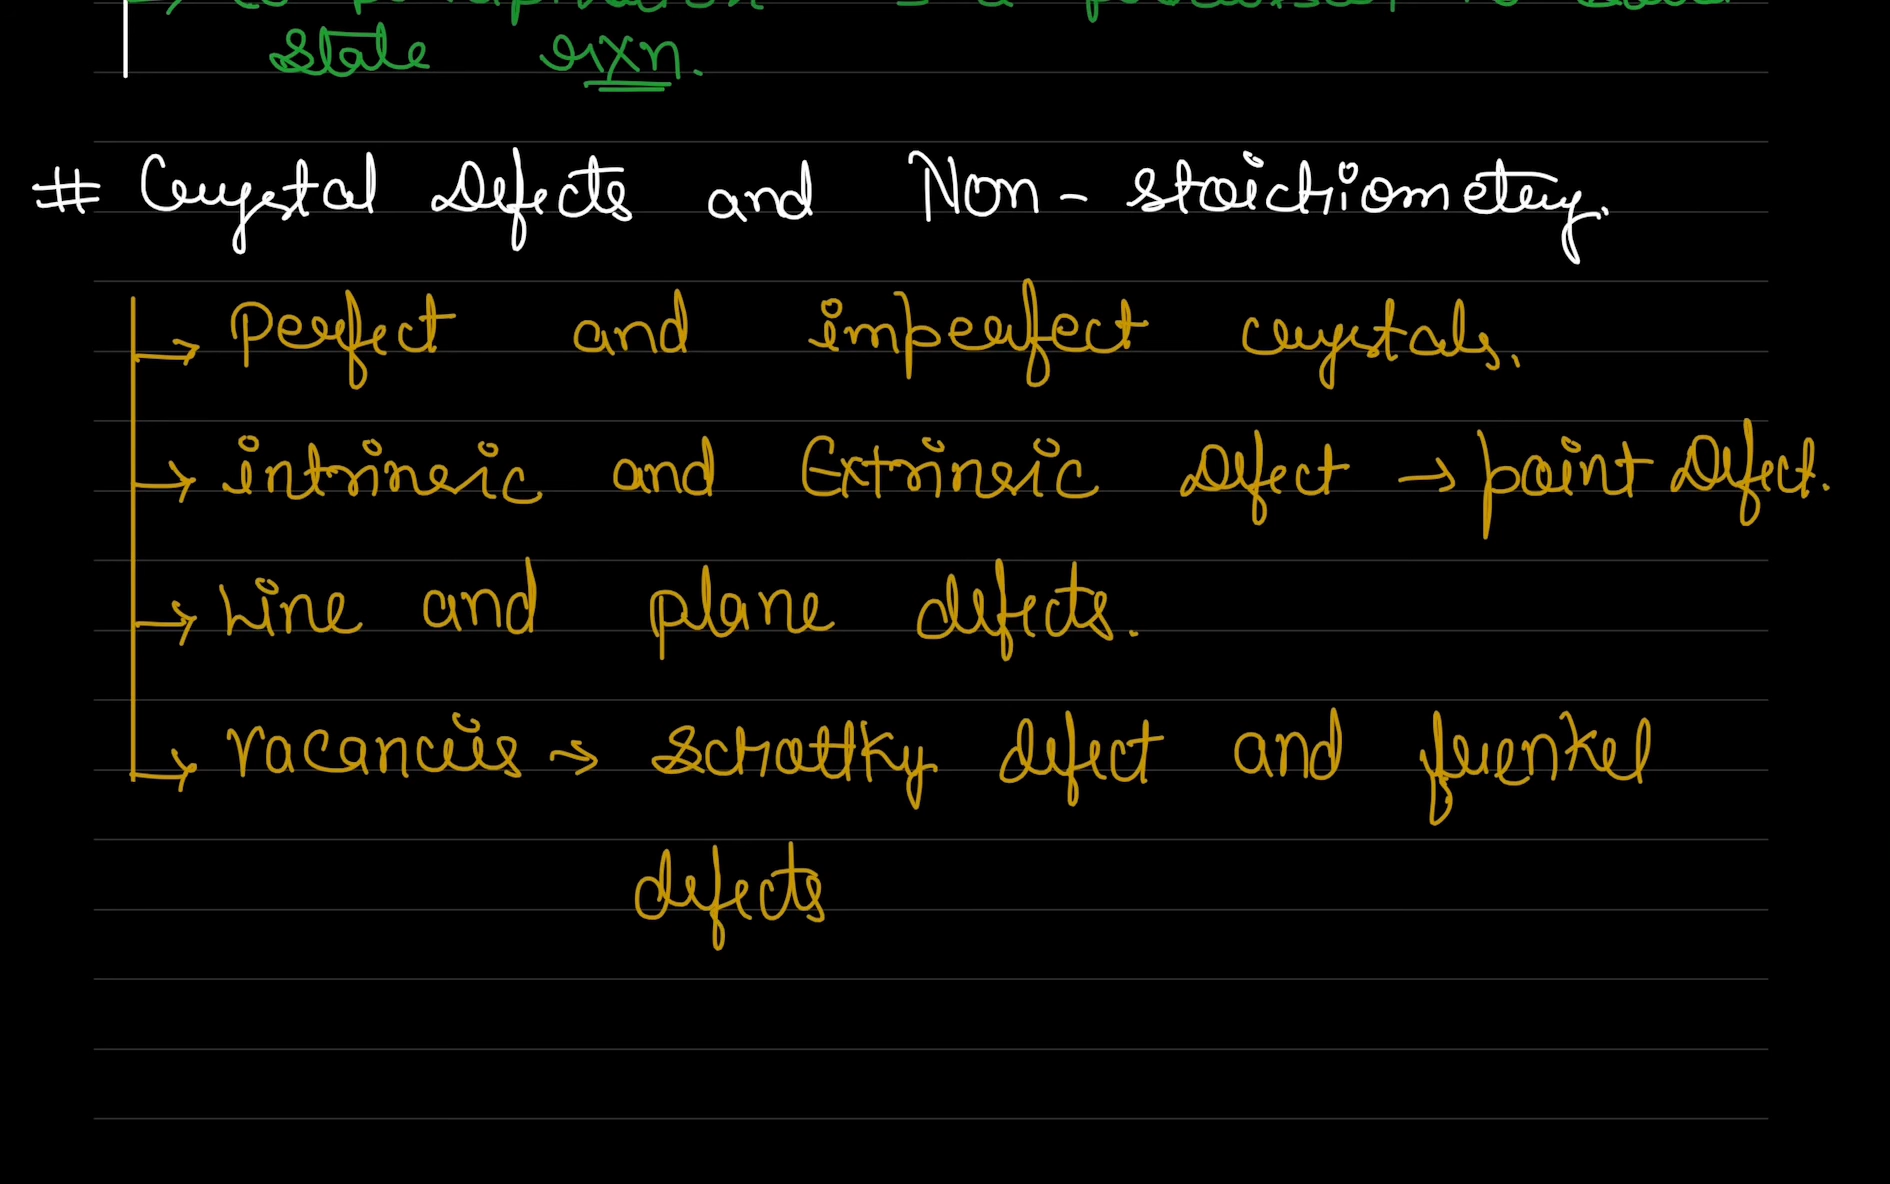 state rxn.
# Crystal Defects and Non-stoichiometry.
→ Perfect and imperfect crystals.
→ intrinsic and Extrinsic Defect → point Defect.
→ Line and plane defects.
→ vacancies → Schottky defect and frenkel
defects